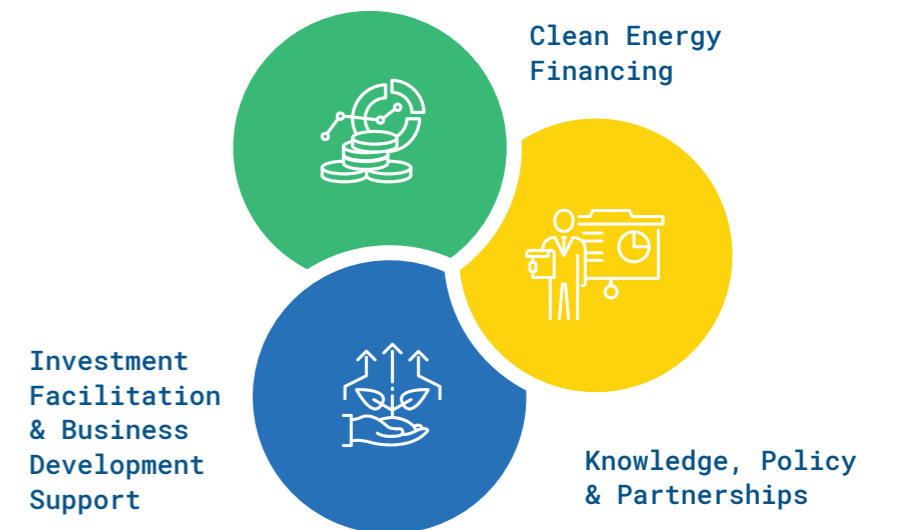 Clean Energy
Financing
Investment
Facilitation
& Business
Development
Support
Knowledge, Policy
& Partnerships